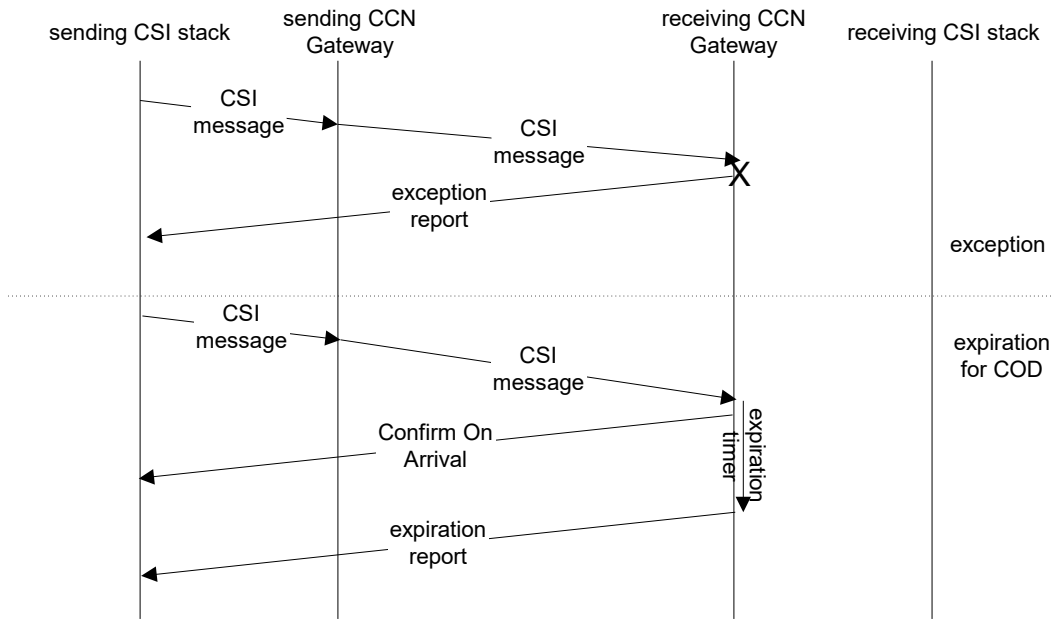 sending CSI stack
sending CCN
Gateway
receiving CCN
Gateway
receiving CSI stack
CSI
message
CSI
message
X
exception
report
exception
CSI
message
CSI
message
expiration
for COD
Confirm On
Arrival
expiration
timer
expiration
report